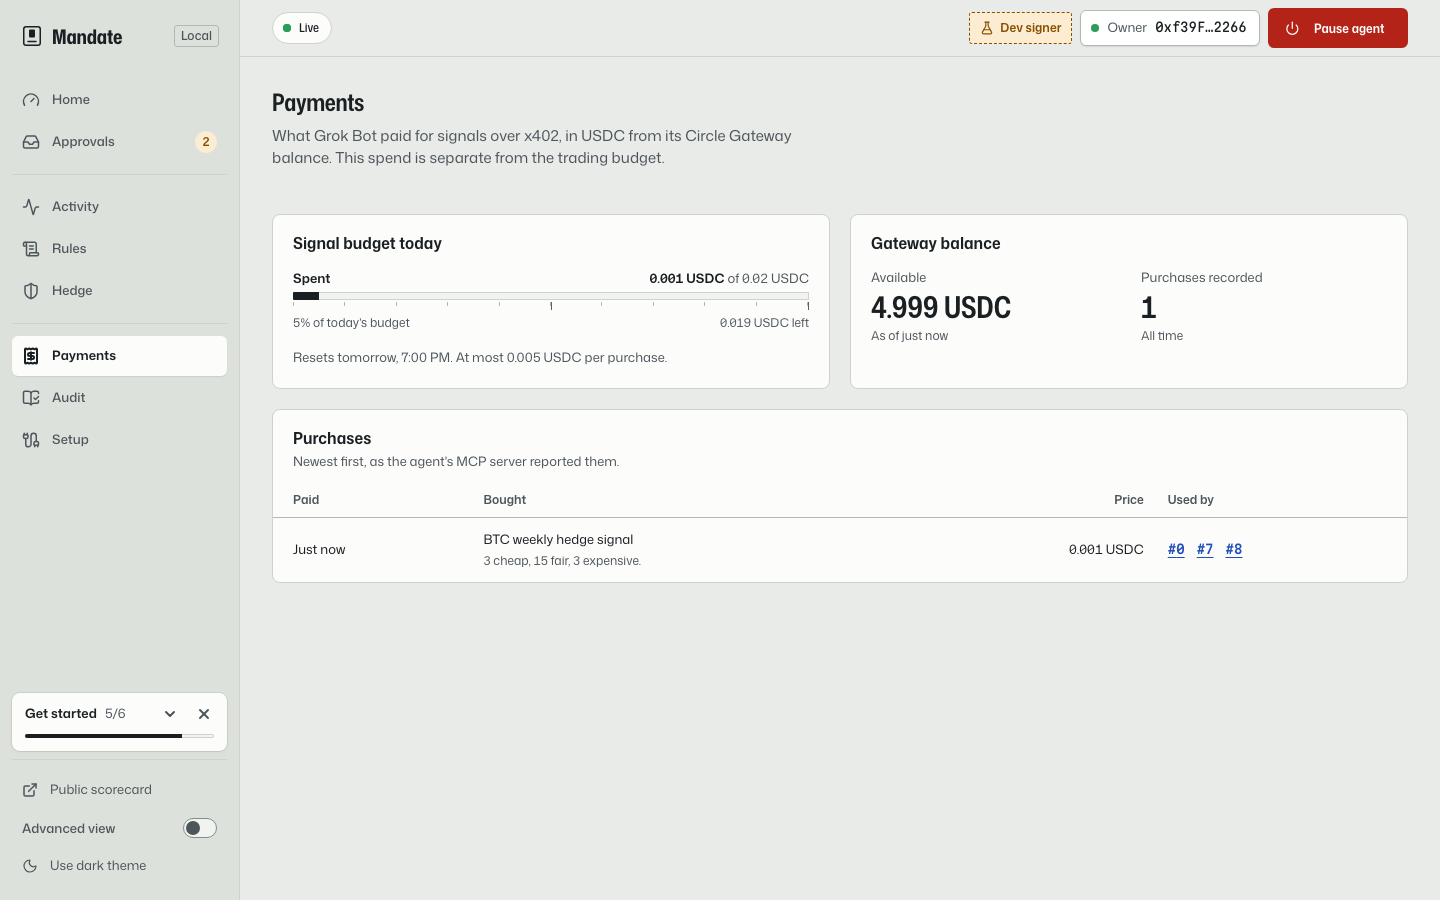 Mandate
Local
Home
Approvals
2
Activity
Rules
Hedge
Payments
Audit
Setup
Get started 5/6
Public scorecard
Advanced view
Use dark theme
Live
Dev signer
Owner 0xf39F…2266
Pause agent
Payments
What Grok Bot paid for signals over x402, in USDC from its Circle Gateway
balance. This spend is separate from the trading budget.
Signal budget today
Spent
0.001 USDC of 0.02 USDC
5% of today's budget
0.019 USDC left
Resets tomorrow, 7:00 PM. At most 0.005 USDC per purchase.
Gateway balance
Available
4.999 USDC
As of just now
Purchases recorded
1
All time
Purchases
Newest first, as the agent's MCP server reported them.
Paid
Bought
Price
Used by
Just now
BTC weekly hedge signal
3 cheap, 15 fair, 3 expensive.
0.001 USDC
#0 #7 #8